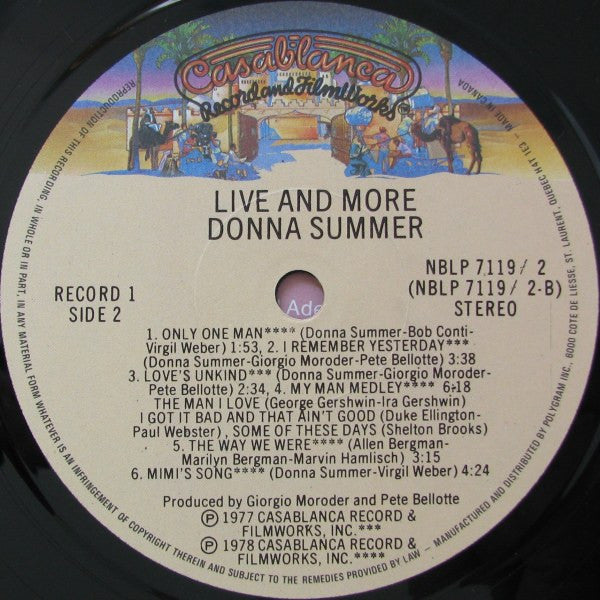 Casablanca
Record and FilmWorks
LIVE AND MORE
DONNA SUMMER
RECORD 1
SIDE 2
NBLP 7119/ 2
(NBLP 7119/ 2-B)
STEREO
Ade
1. ONLY ONE MAN**** (Donna Summer-Bob Conti-
Virgil Weber) 1:53, 2. I REMEMBER YESTERDAY***
(Donna Summer-Giorgio Moroder-Pete Bellotte) 3:38
3. LOVE'S UNKIND*** (Donna Summer-Giorgio Moroder-
Pete Bellotte) 2:34, 4. MY MAN MEDLEY**** 6:18
THE MAN I LOVE (George Gershwin-Ira Gershwin)
I GOT IT BAD AND THAT AIN'T GOOD (Duke Ellington-
Paul Webster) , SOME OF THESE DAYS (Shelton Brooks)
5. THE WAY WE WERE**** (Allen Bergman-
Marilyn Bergman-Marvin Hamlisch) 3:15
6. MIMI'S SONG**** (Donna Summer-Virgil Weber) 4:24
Produced by Giorgio Moroder and Pete Bellotte
℗ 1977 CASABLANCA RECORD &
FILMWORKS, INC. ***
℗ 1978 CASABLANCA RECORD &
FILMWORKS, INC. ****
REPRODUCTION OF THIS RECORDING, IN WHOLE OR IN PART, IN ANY MATERIAL FORM WHATEVER IS AN INFRINGEMENT OF COPYRIGHT THEREIN AND SUBJECT TO THE REMEDIES PROVIDED BY LAW – MANUFACTURED AND DISTRIBUTED BY POLYGRAM INC., 6000 COTE DE LIESSE, ST. LAURENT, QUEBEC H4T 1E3 – MADE IN CANADA